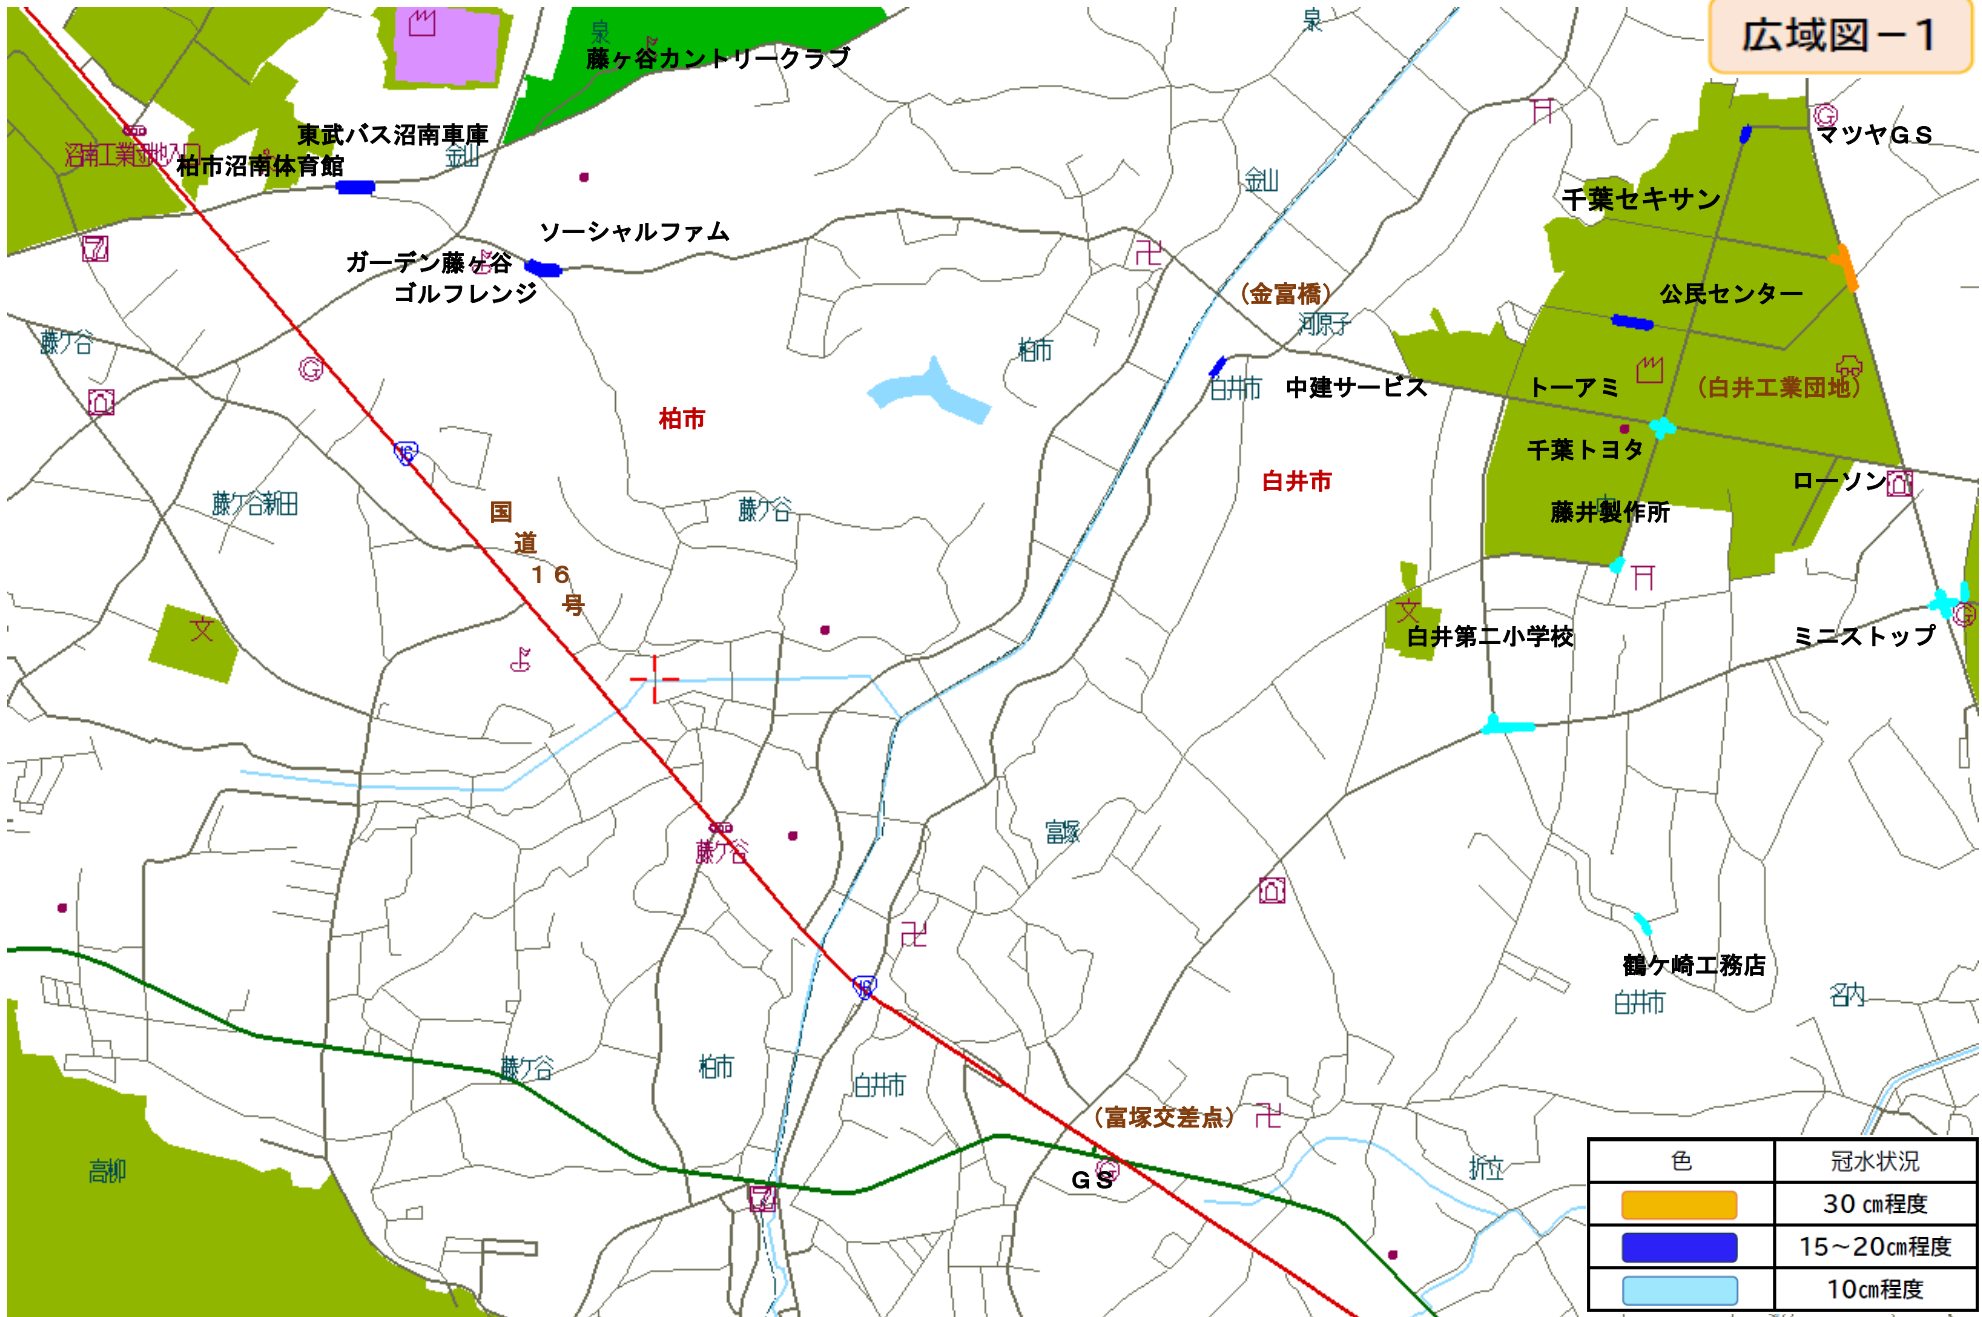 広域図－1
泉
泉
藤ヶ谷カントリークラブ
東武バス沼南車庫
マツヤＧＳ
沼南工業団地入口
柏市沼南体育館
金山
金山
千葉セキサン
ソーシャルファム
ガーデン藤ヶ谷
ゴルフレンジ
(金富橋)
公民センター
河原子
藤ケ谷
柏市
白井市
中建サービス
トーアミ
(白井工業団地)
柏市
16
千葉トヨタ
白井市
ローソン
藤ケ谷新田
藤ケ谷
国
道
１６
号
中
藤井製作所
文
文
白井第二小学校
ミニストップ
藤ケ谷
富塚
鶴ケ崎工務店
16
白井市
名内
藤ケ谷
柏市
白井市
(富塚交差点)
高柳
ＧＳ
折立
色 冠水状況
30㎝程度
15～20㎝程度
10㎝程度